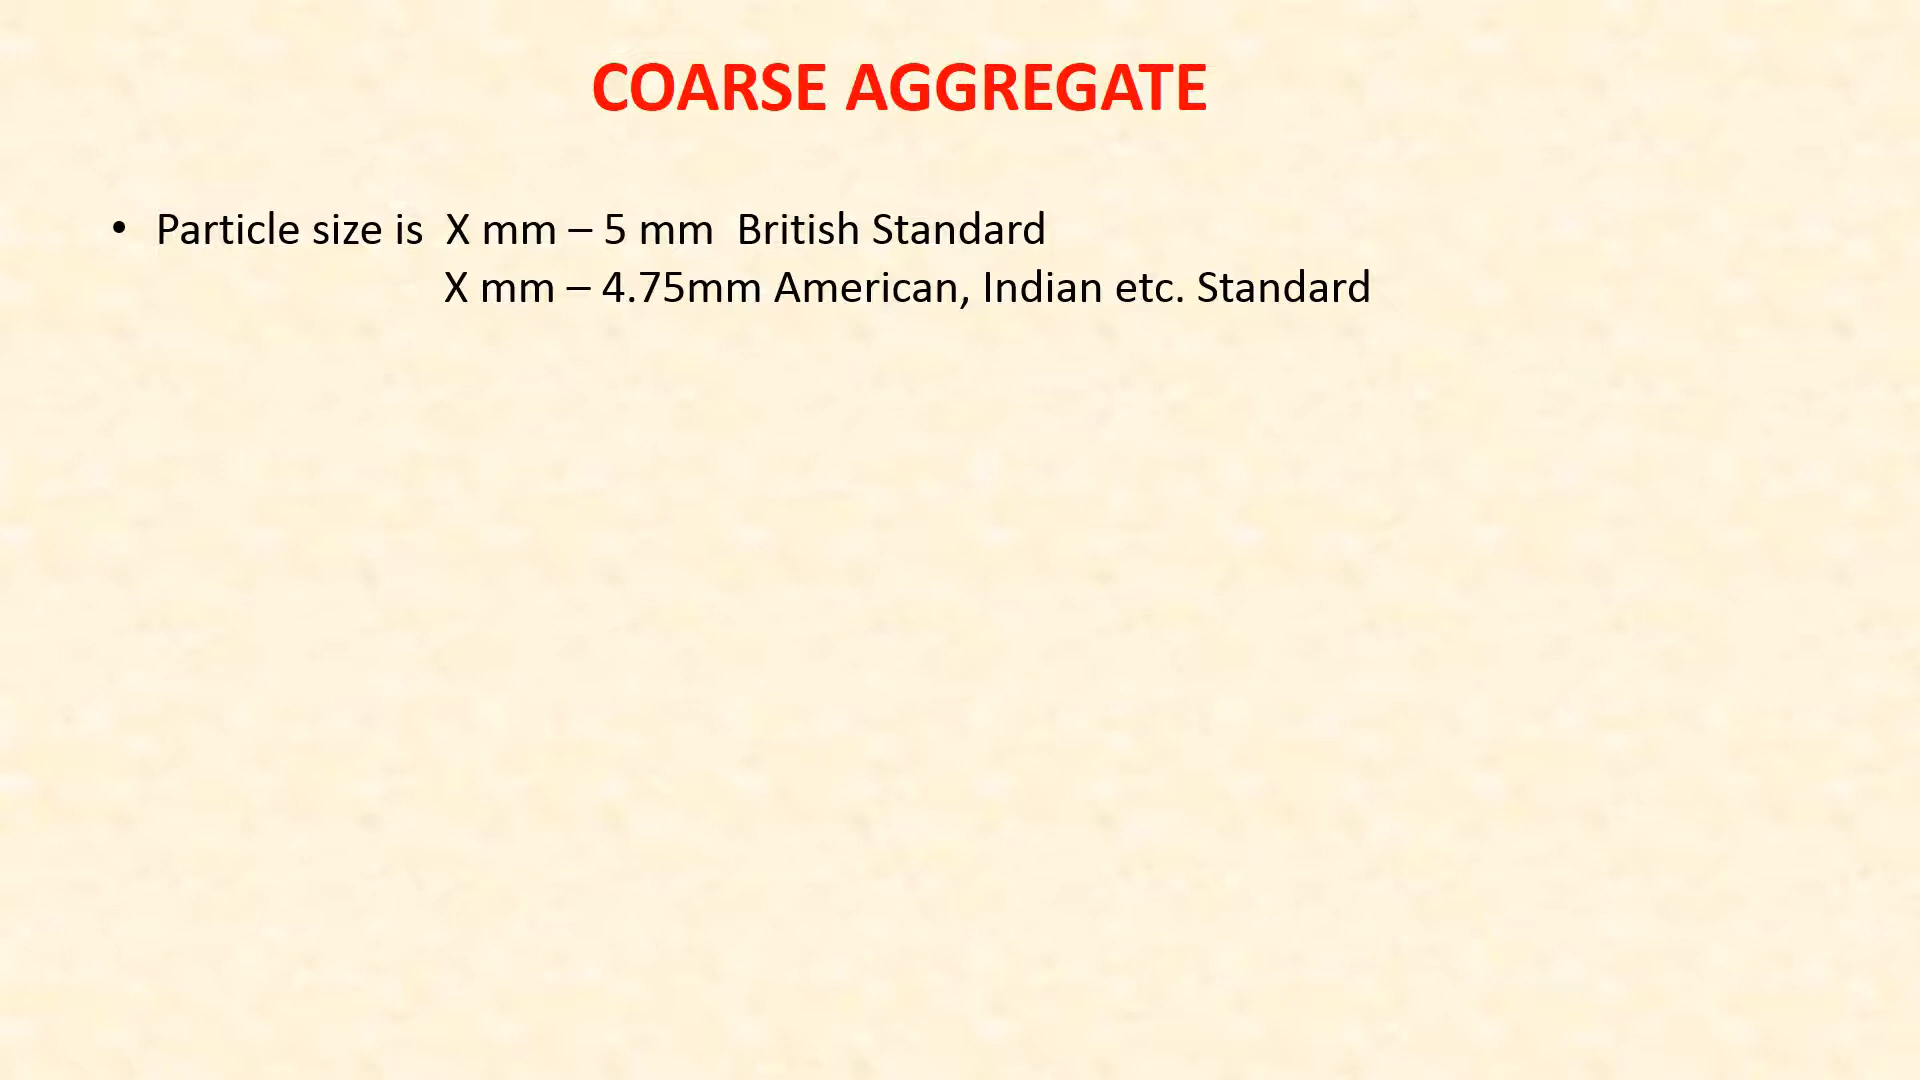 COARSE AGGREGATE
• Particle size is X mm – 5 mm British Standard
X mm – 4.75mm American, Indian etc. Standard